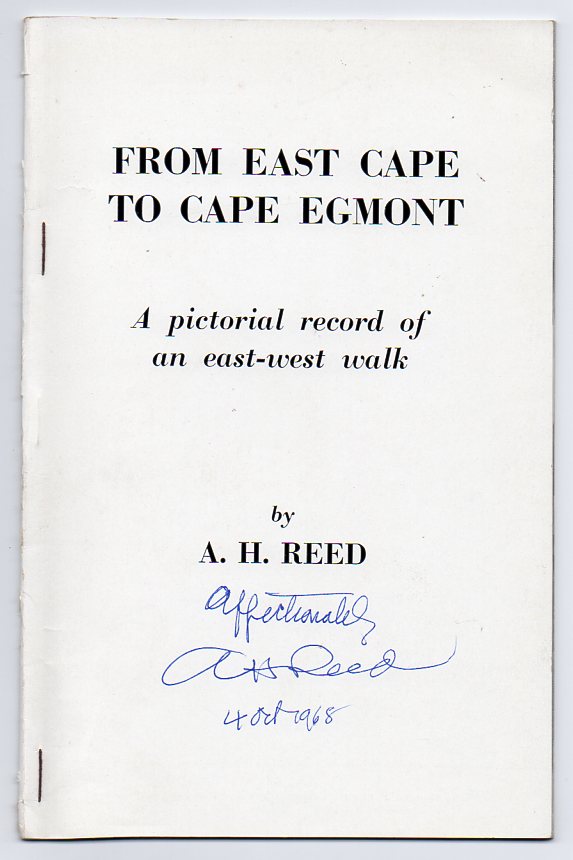 FROM EAST CAPE
TO CAPE EGMONT
A pictorial record of
an east-west walk
by
A. H. REED
Affectionately
A H Reed
4 Oct 1968